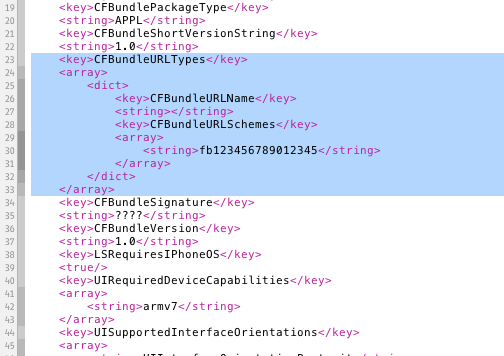 19 <key>CFBundlePackageType</key>
20 <string>APPL</string>
21 <key>CFBundleShortVersionString</key>
22 <string>1.0</string>
23 <key>CFBundleURLTypes</key>
24 <array>
25 <dict>
26 <key>CFBundleURLName</key>
27 <string></string>
28 <key>CFBundleURLSchemes</key>
29 <array>
30 <string>fb123456789012345</string>
31 </array>
32 </dict>
33 </array>
34 <key>CFBundleSignature</key>
35 <string>????</string>
36 <key>CFBundleVersion</key>
37 <string>1.0</string>
38 <key>LSRequiresIPhoneOS</key>
39 <true/>
40 <key>UIRequiredDeviceCapabilities</key>
41 <array>
42 <string>armv7</string>
43 </array>
44 <key>UISupportedInterfaceOrientations</key>
45 <array>